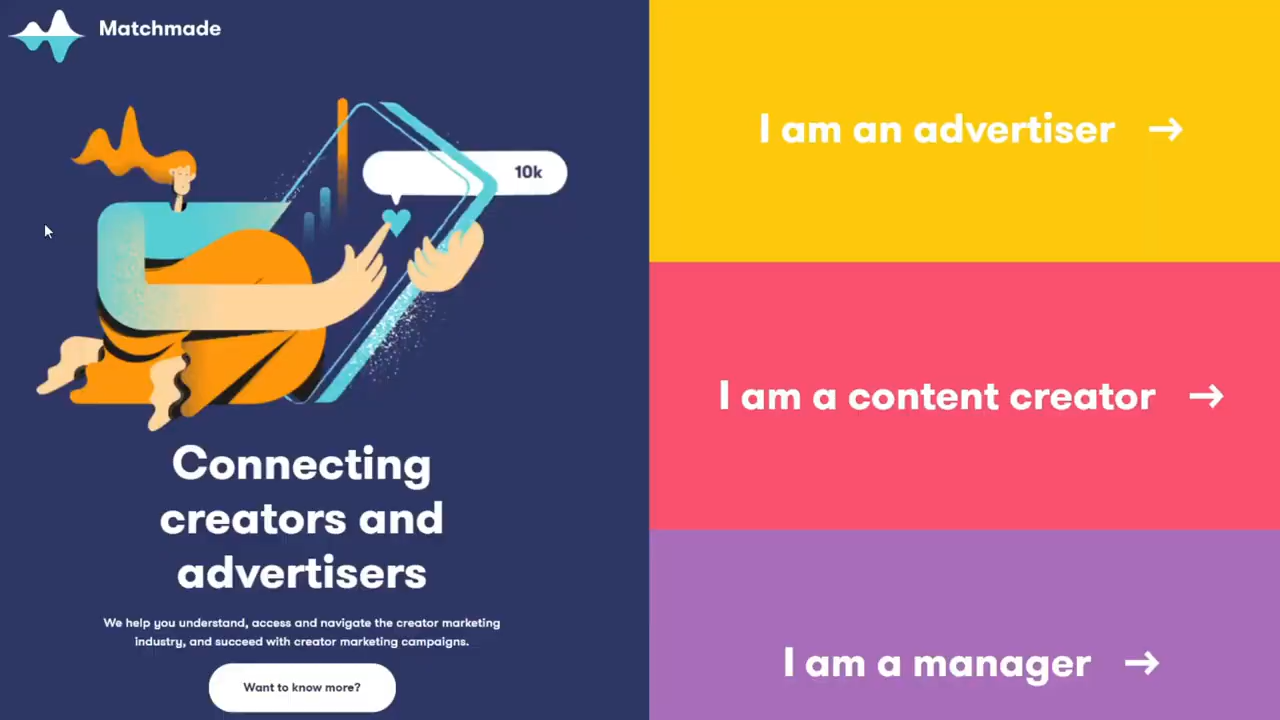 Matchmade
10k
Connecting
creators and
advertisers
We help you understand, access and navigate the creator marketing
industry, and succeed with creator marketing campaigns.
Want to know more?
I am an advertiser →
I am a content creator →
I am a manager →